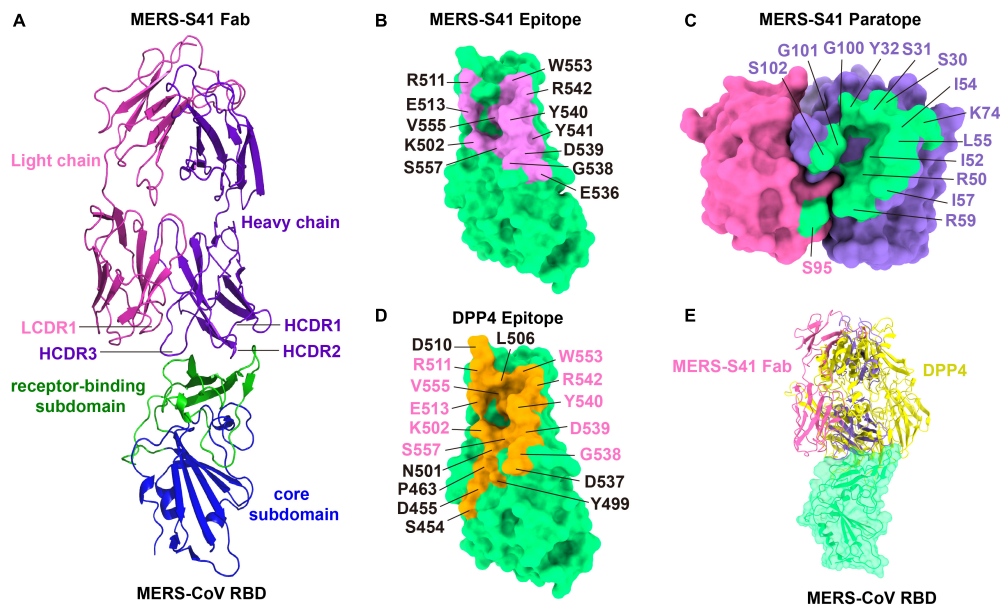 A
MERS-S41 Fab
Light chain
Heavy chain
LCDR1
HCDR1
HCDR3
HCDR2
receptor-binding
subdomain
core
subdomain
MERS-CoV RBD
B
MERS-S41 Epitope
R511
W553
R542
E513
Y540
V555
Y541
K502
D539
S557
G538
E536
C
MERS-S41 Paratope
G101
G100
Y32
S31
S102
S30
I54
K74
L55
I52
R50
I57
R59
S95
D
DPP4 Epitope
D510
L506
R511
W553
V555
R542
E513
Y540
K502
D539
S557
G538
N501
D537
P463
Y499
D455
S454
E
MERS-S41 Fab
DPP4
MERS-CoV RBD